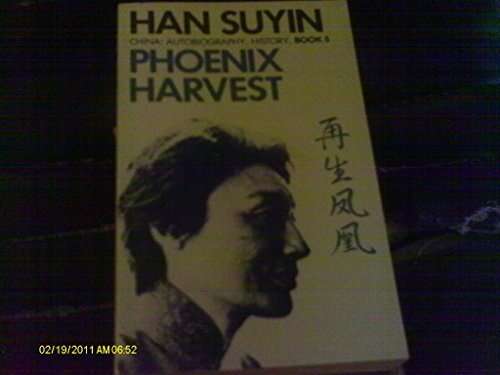 HAN SUYIN
CHINA: AUTOBIOGRAPHY, HISTORY, BOOK 5
PHOENIX
HARVEST
再生凤凰
02/19/2011 AM 06:52